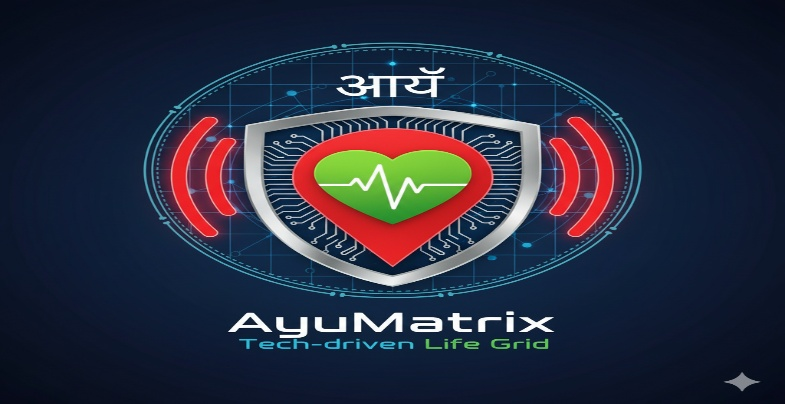 आयॅ
AyuMatrix
Tech-driven Life Grid